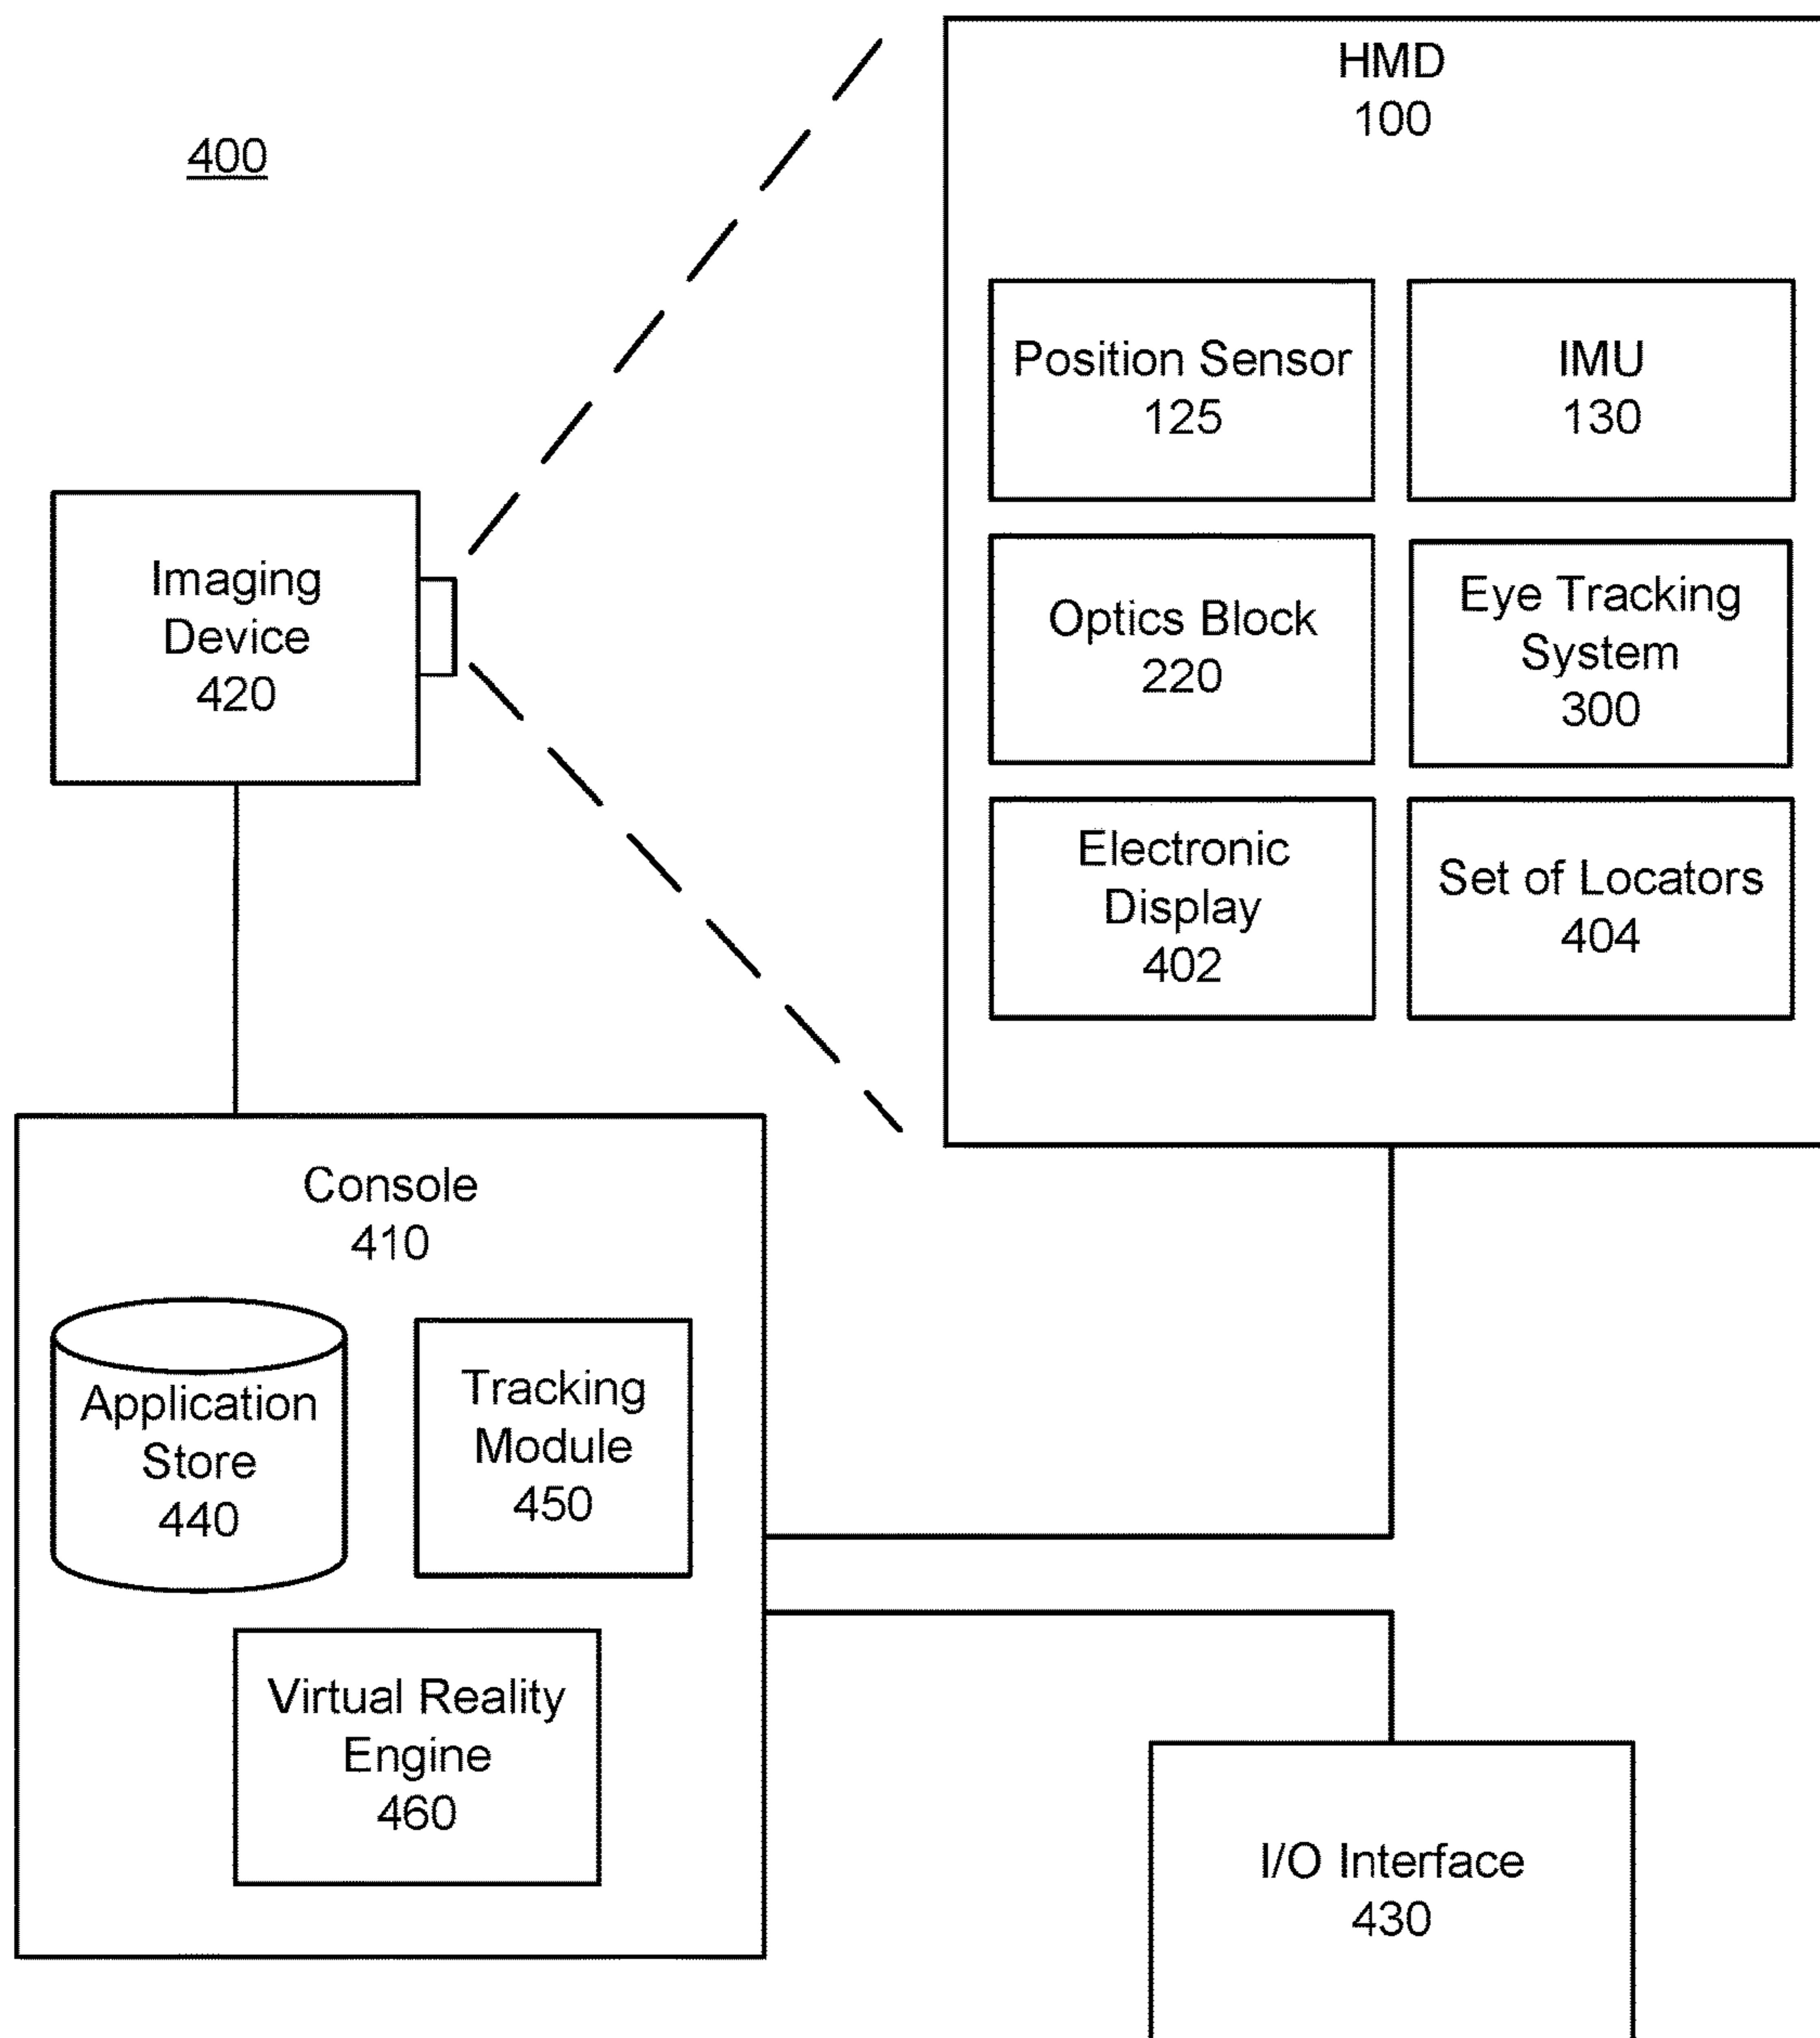 400
HMD
100
Position Sensor
125
IMU
130
Optics Block
220
Eye Tracking
System
300
Electronic
Display
402
Set of Locators
404
Imaging
Device
420
Console
410
Application
Store
440
Tracking
Module
450
Virtual Reality
Engine
460
I/O Interface
430